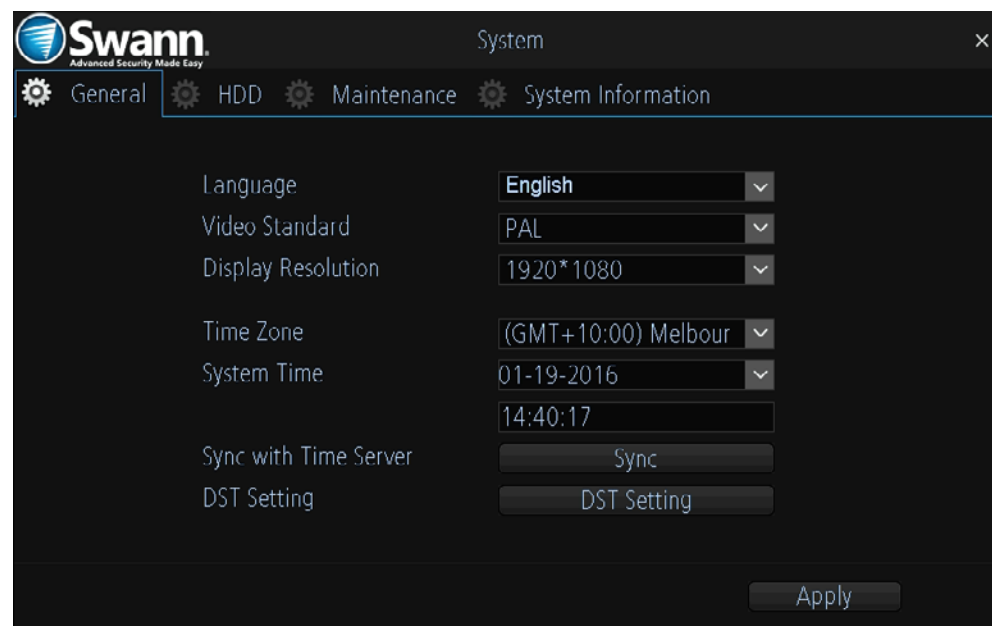 Swann.
Advanced Security Made Easy
System
×
General HDD Maintenance System Information
Language English
Video Standard PAL
Display Resolution 1920*1080
Time Zone (GMT+10:00) Melbour
System Time 01-19-2016
14:40:17
Sync with Time Server Sync
DST Setting DST Setting
Apply